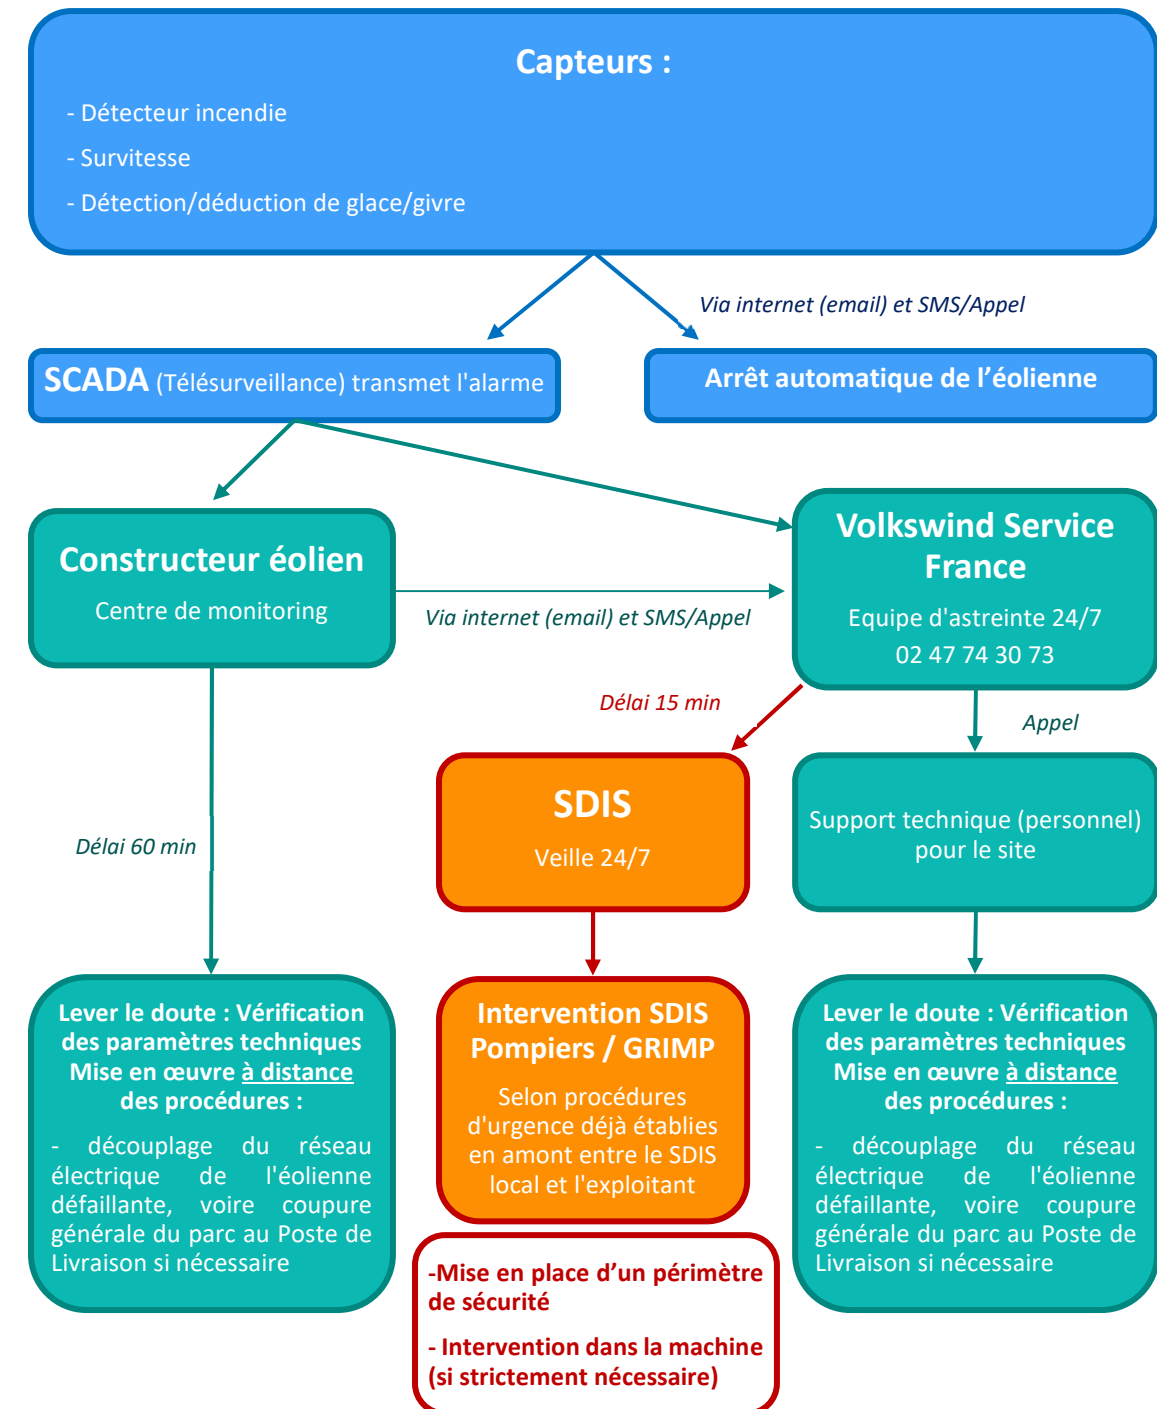 Capteurs :
- Détecteur incendie
- Survitesse
- Détection/déduction de glace/givre
Via internet (email) et SMS/Appel
SCADA (Télésurveillance) transmet l'alarme
Arrêt automatique de l’éolienne
Constructeur éolien
Centre de monitoring
Via internet (email) et SMS/Appel
Volkswind Service
France
Equipe d'astreinte 24/7
02 47 74 30 73
Délai 15 min
Appel
SDIS
Veille 24/7
Support technique (personnel)
pour le site
Délai 60 min
Lever le doute : Vérification
des paramètres techniques
Mise en œuvre à distance
des procédures :
- découplage du réseau
électrique de l'éolienne
défaillante, voire coupure
générale du parc au Poste de
Livraison si nécessaire
Intervention SDIS
Pompiers / GRIMP
Selon procédures
d'urgence déjà établies
en amont entre le SDIS
local et l'exploitant
-Mise en place d’un périmètre
de sécurité
- Intervention dans la machine
(si strictement nécessaire)
Lever le doute : Vérification
des paramètres techniques
Mise en œuvre à distance
des procédures :
- découplage du réseau
électrique de l'éolienne
défaillante, voire coupure
générale du parc au Poste de
Livraison si nécessaire